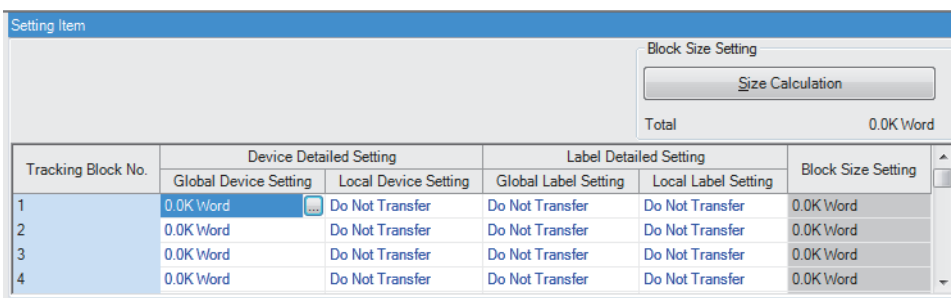 Setting Item
Block Size Setting
Size Calculation
Total 0.0K Word
Tracking Block No. Device Detailed Setting Label Detailed Setting Block Size Setting
Global Device Setting Local Device Setting Global Label Setting Local Label Setting
1 0.0K Word ... Do Not Transfer Do Not Transfer Do Not Transfer 0.0K Word
2 0.0K Word Do Not Transfer Do Not Transfer Do Not Transfer 0.0K Word
3 0.0K Word Do Not Transfer Do Not Transfer Do Not Transfer 0.0K Word
4 0.0K Word Do Not Transfer Do Not Transfer Do Not Transfer 0.0K Word